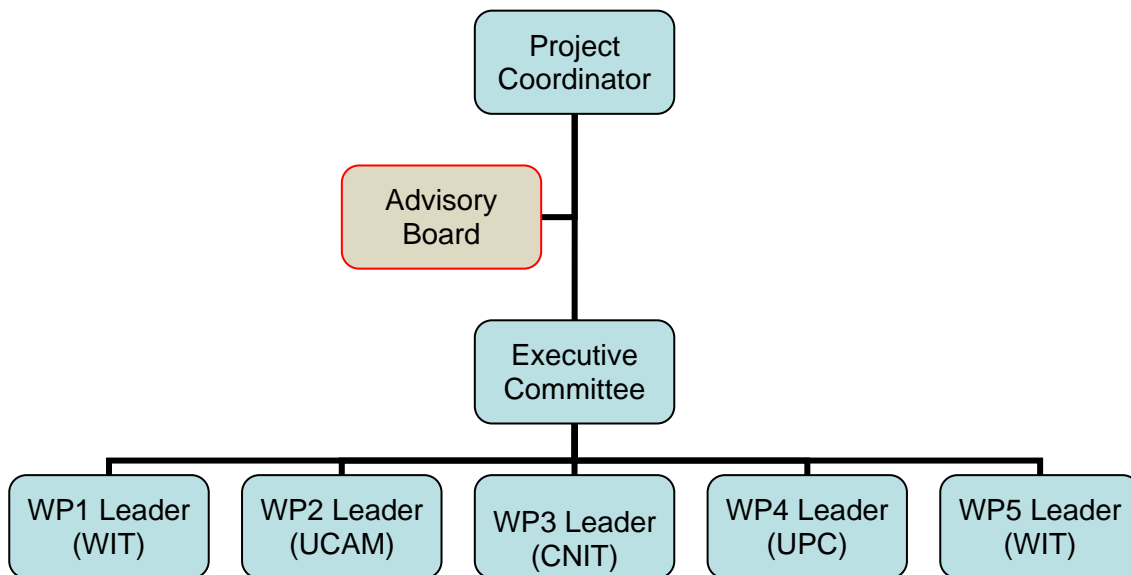 Project
Coordinator
Advisory
Board
Executive
Committee
WP1 Leader
(WIT)
WP2 Leader
(UCAM)
WP3 Leader
(CNIT)
WP4 Leader
(UPC)
WP5 Leader
(WIT)